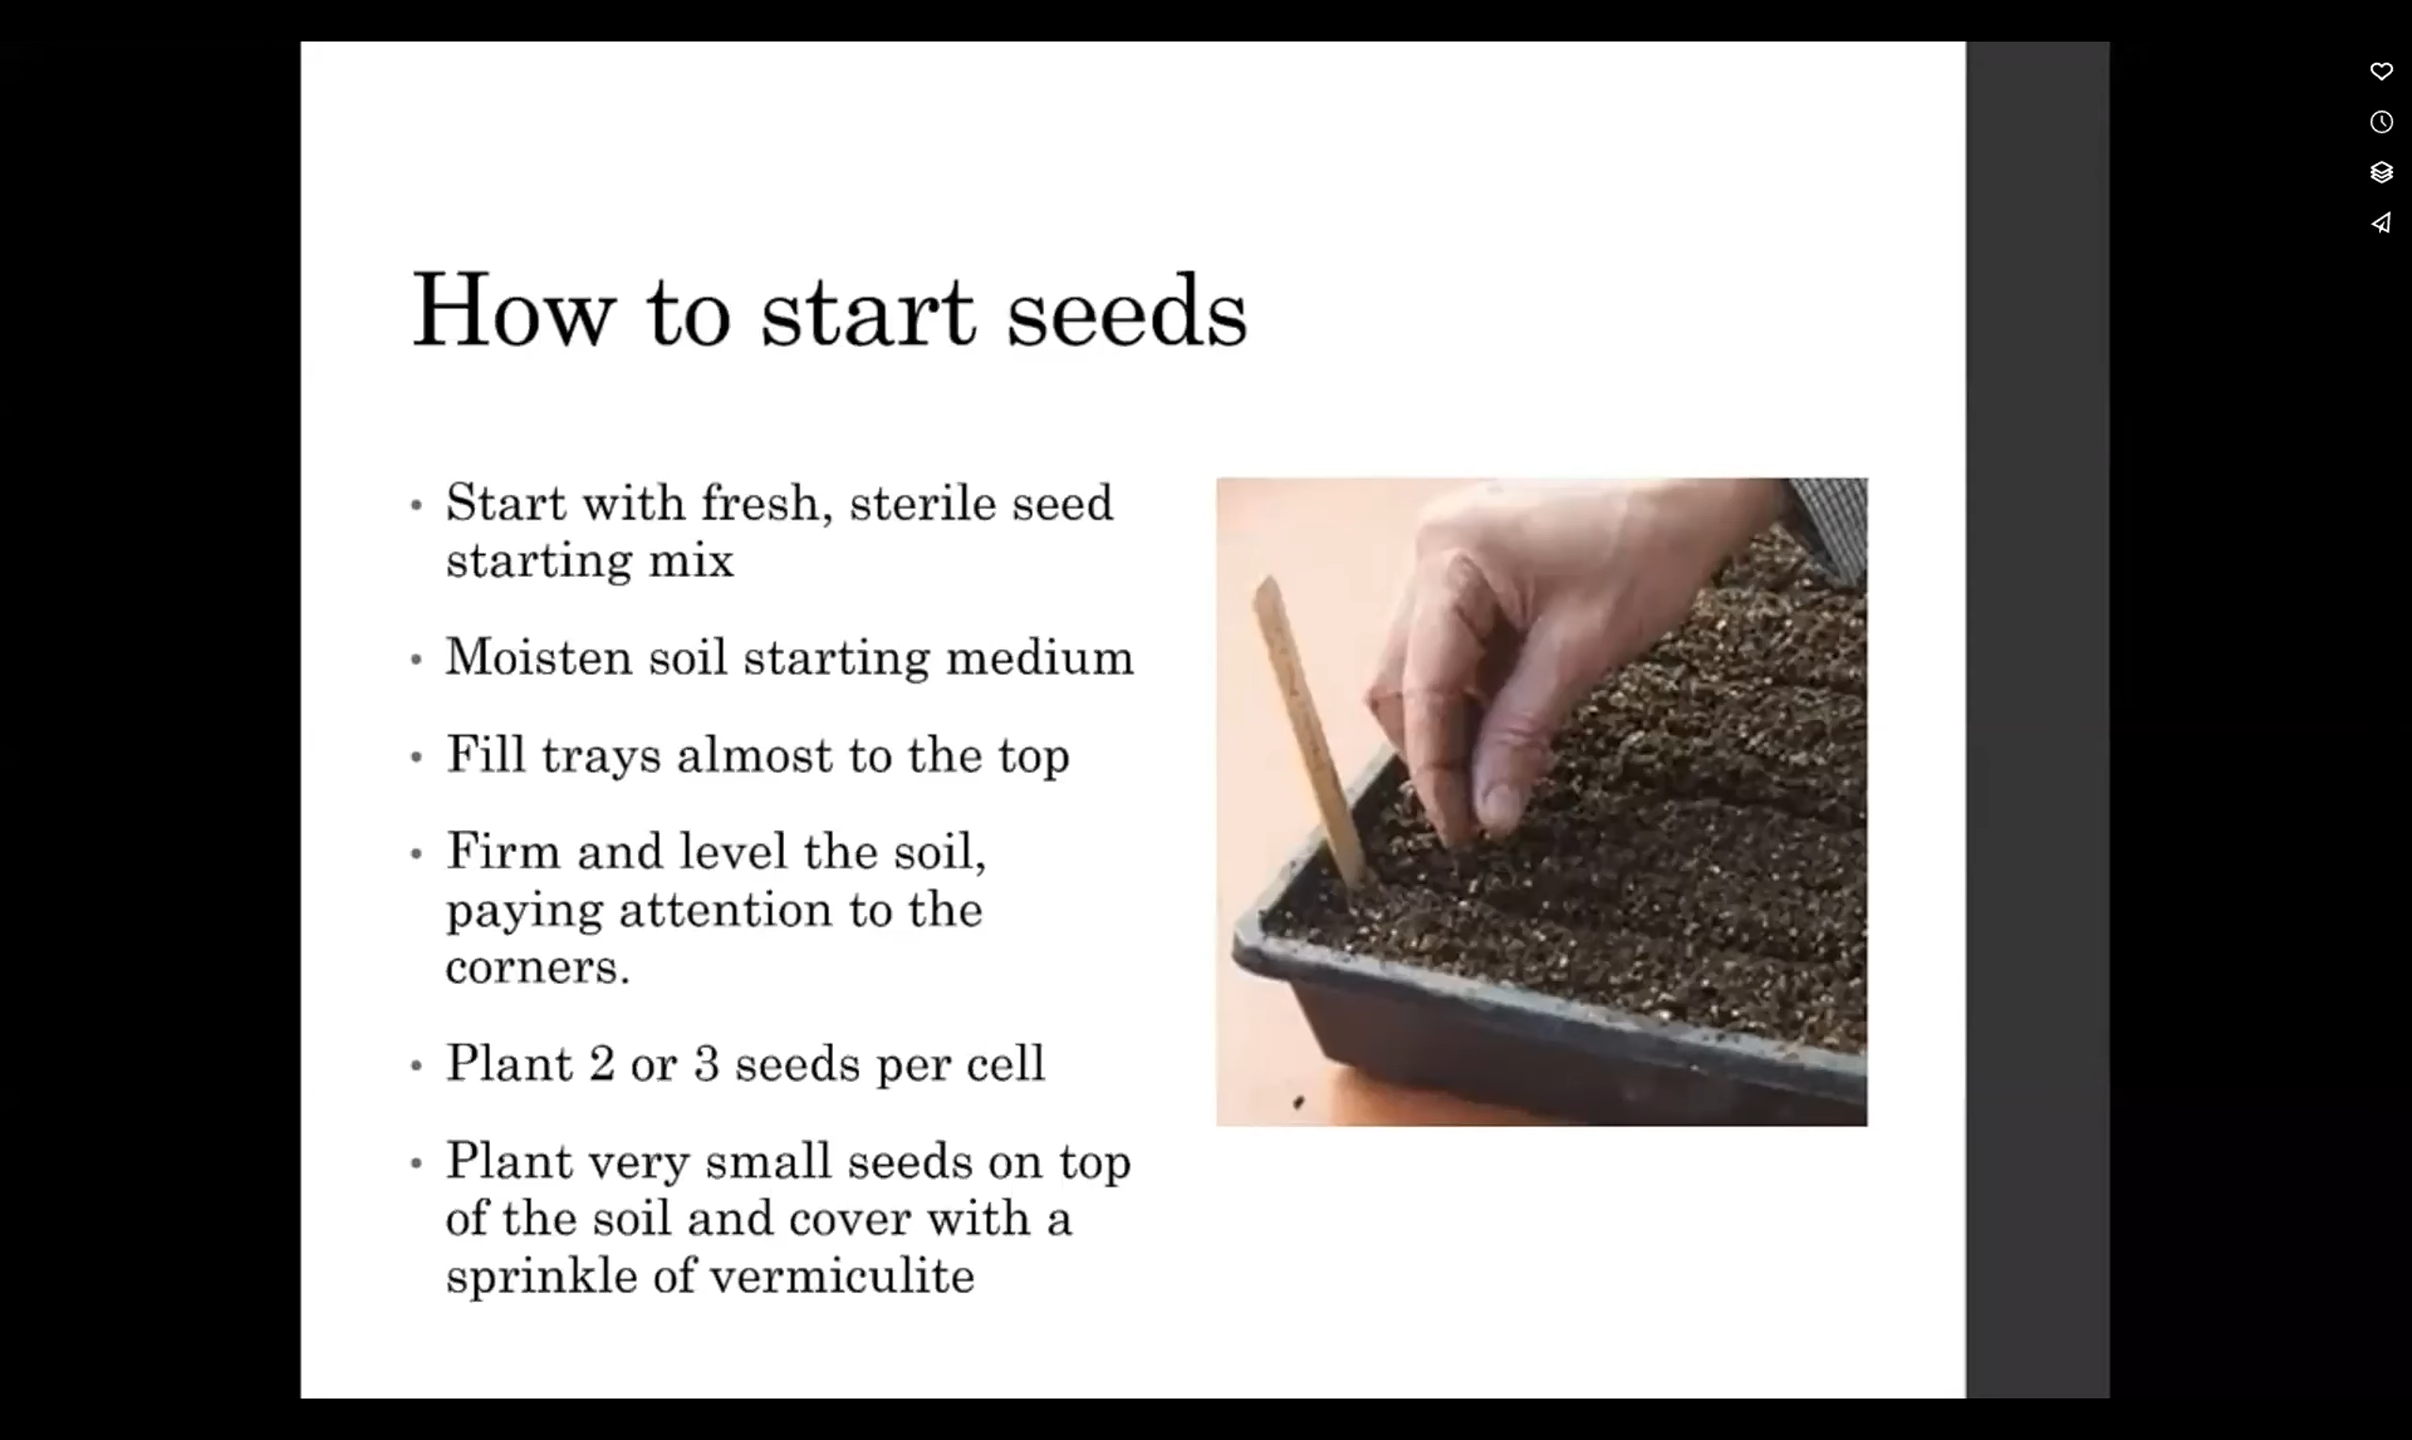 How to start seeds
• Start with fresh, sterile seed
starting mix
• Moisten soil starting medium
• Fill trays almost to the top
• Firm and level the soil,
paying attention to the
corners.
• Plant 2 or 3 seeds per cell
• Plant very small seeds on top
of the soil and cover with a
sprinkle of vermiculite